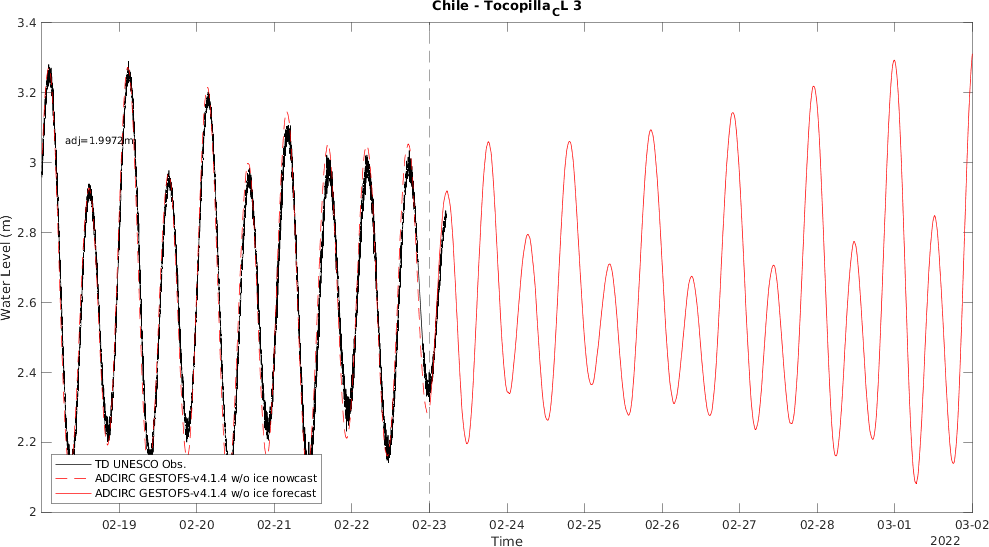 Chile - Tocopilla_C L 3
3.4
3.2
3
2.8
2.6
2.4
2.2
2
Water Level (m)
adj=1.9972m
TD UNESCO Obs.
ADCIRC GESTOFS-v4.1.4 w/o ice nowcast
ADCIRC GESTOFS-v4.1.4 w/o ice forecast
02-19 02-20 02-21 02-22 02-23 02-24 02-25 02-26 02-27 02-28 03-01 03-02
Time
2022